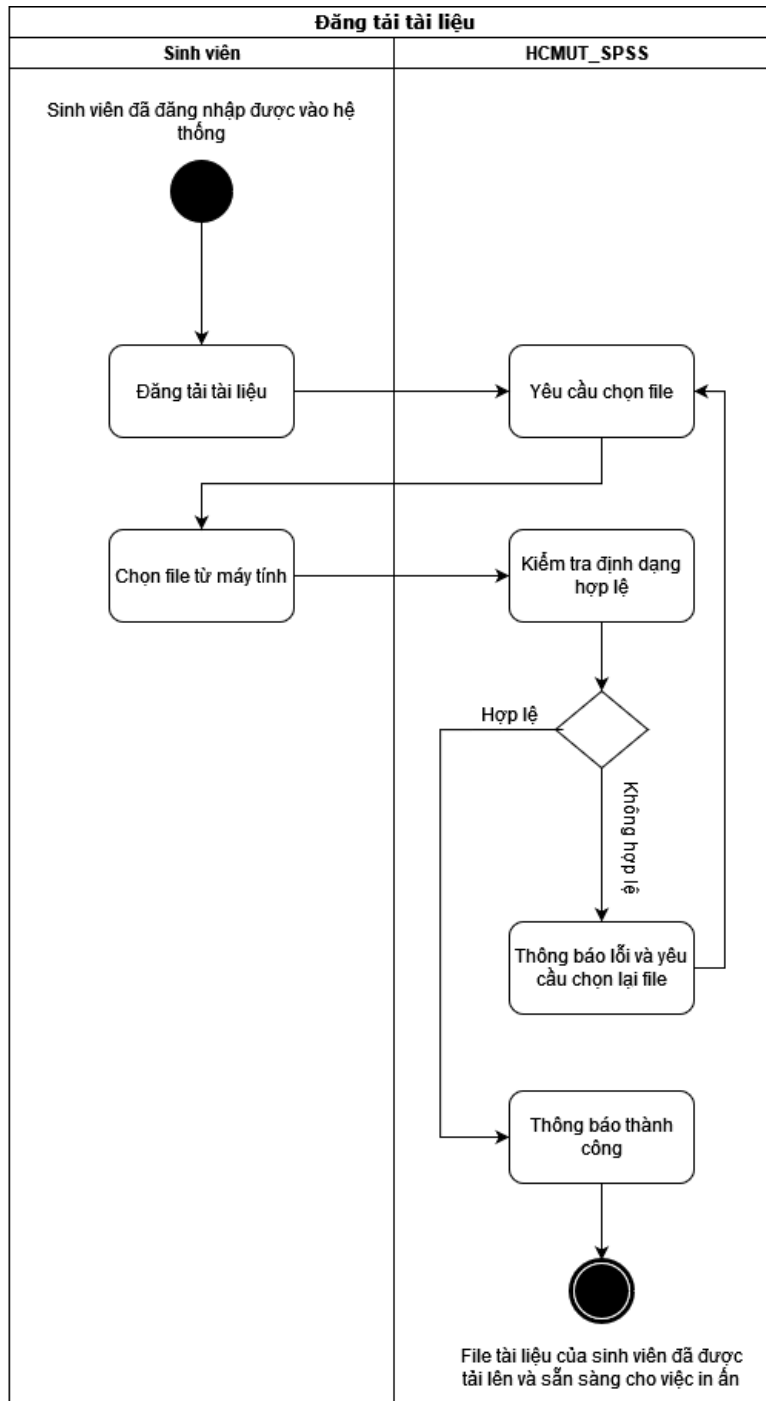 Đăng tải tài liệu
Sinh viên
HCMUT_SPSS
Sinh viên đã đăng nhập được vào hệ
thống
Đăng tải tài liệu
Yêu cầu chọn file
Chọn file từ máy tính
Kiểm tra định dạng
hợp lệ
Hợp lệ
Không hợp lệ
Thông báo lỗi và yêu
cầu chọn lại file
Thông báo thành
công
File tài liệu của sinh viên đã được
tải lên và sẵn sàng cho việc in ấn